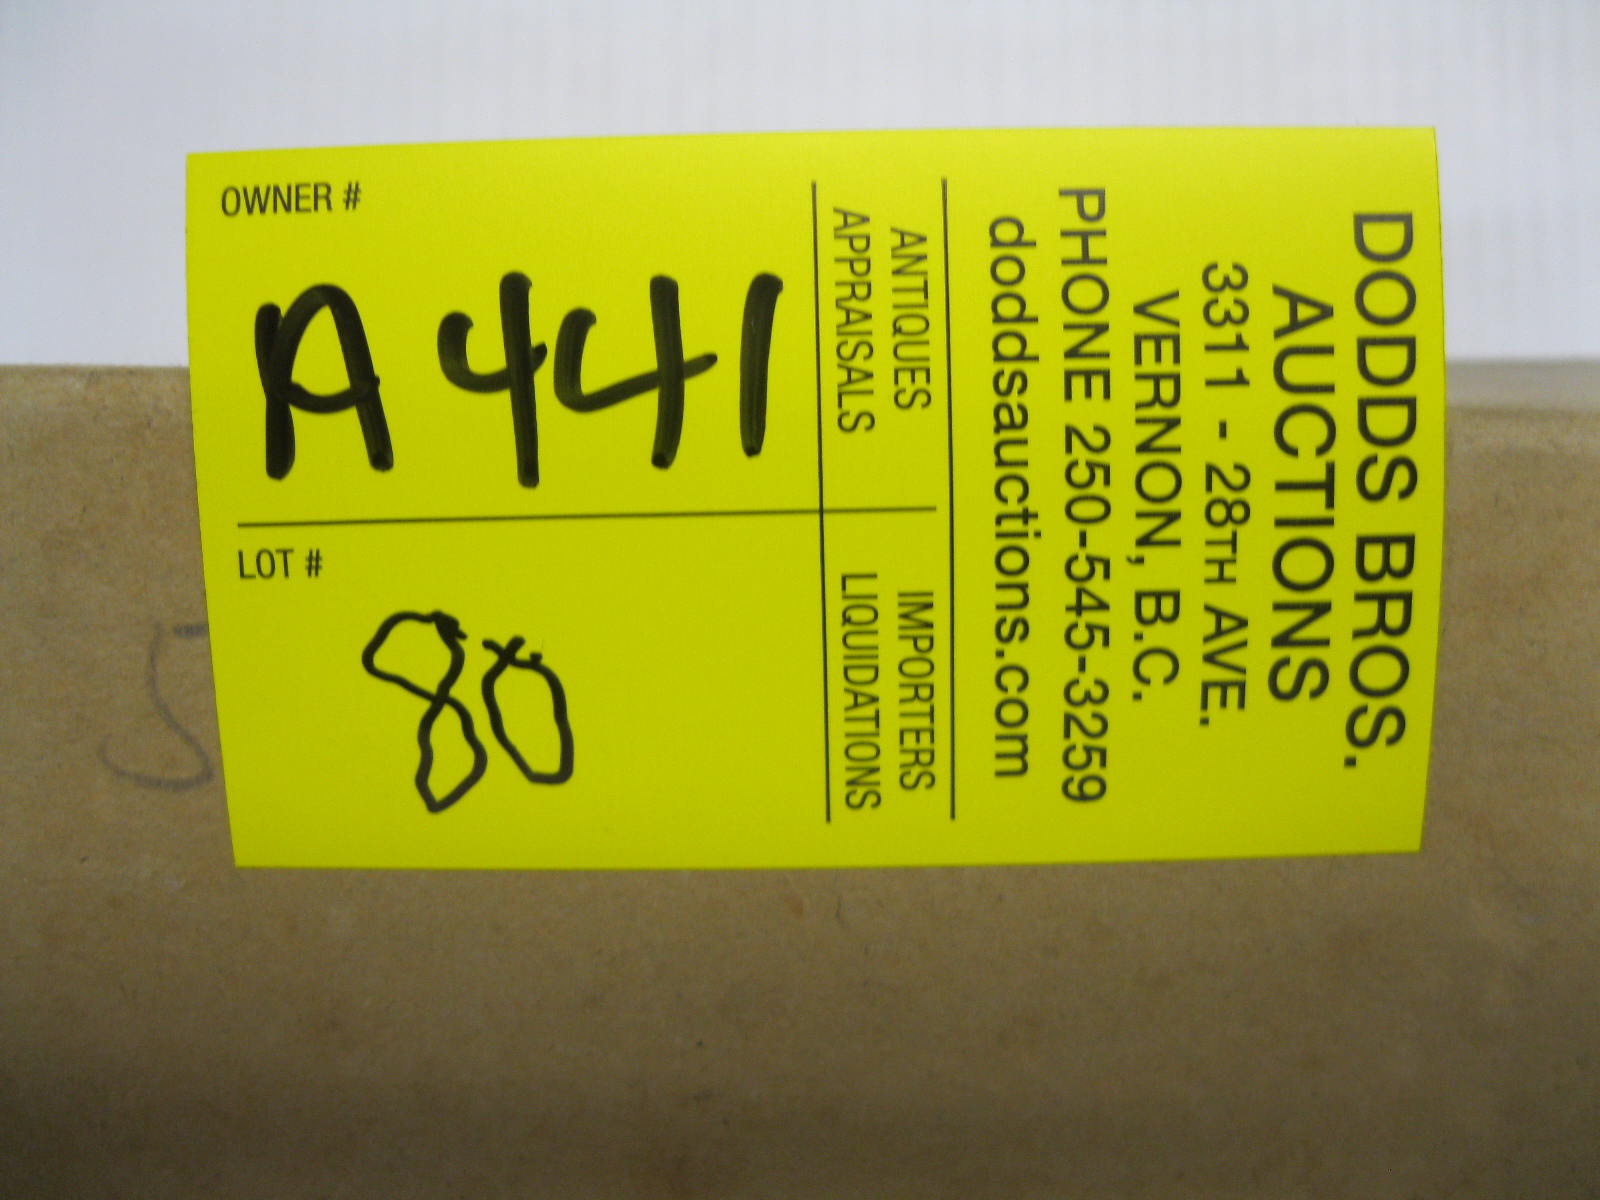 DODDS BROS.
AUCTIONS
3311 - 28TH AVE.
VERNON, B.C.
PHONE 250-545-3259
doddsauctions.com
ANTIQUES
APPRAISALS
IMPORTERS
LIQUIDATIONS
OWNER #
A441
LOT #
80